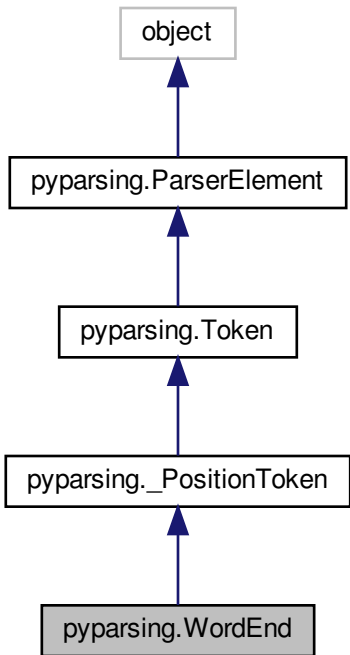 object
pyparsing.ParserElement
pyparsing.Token
pyparsing._PositionToken
pyparsing.WordEnd